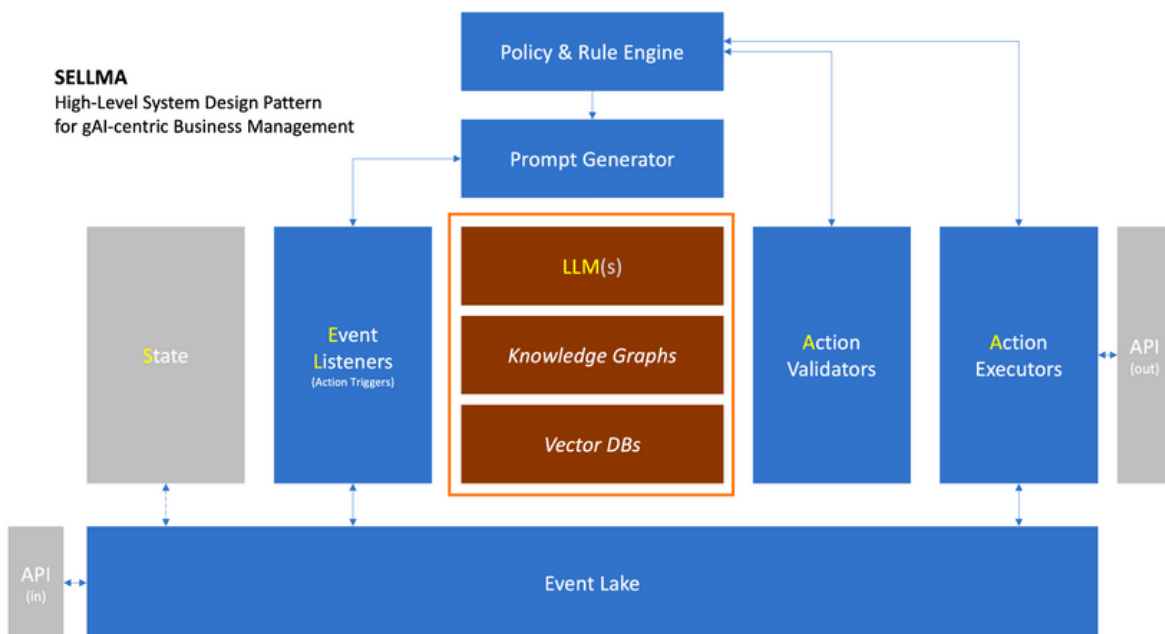 SELLMA
High-Level System Design Pattern
for gAI-centric Business Management
Policy & Rule Engine
Prompt Generator
State
Event
Listeners
(Action Triggers)
LLM(s)
Knowledge Graphs
Vector DBs
Action
Validators
Action
Executors
API
(out)
API
(in)
Event Lake